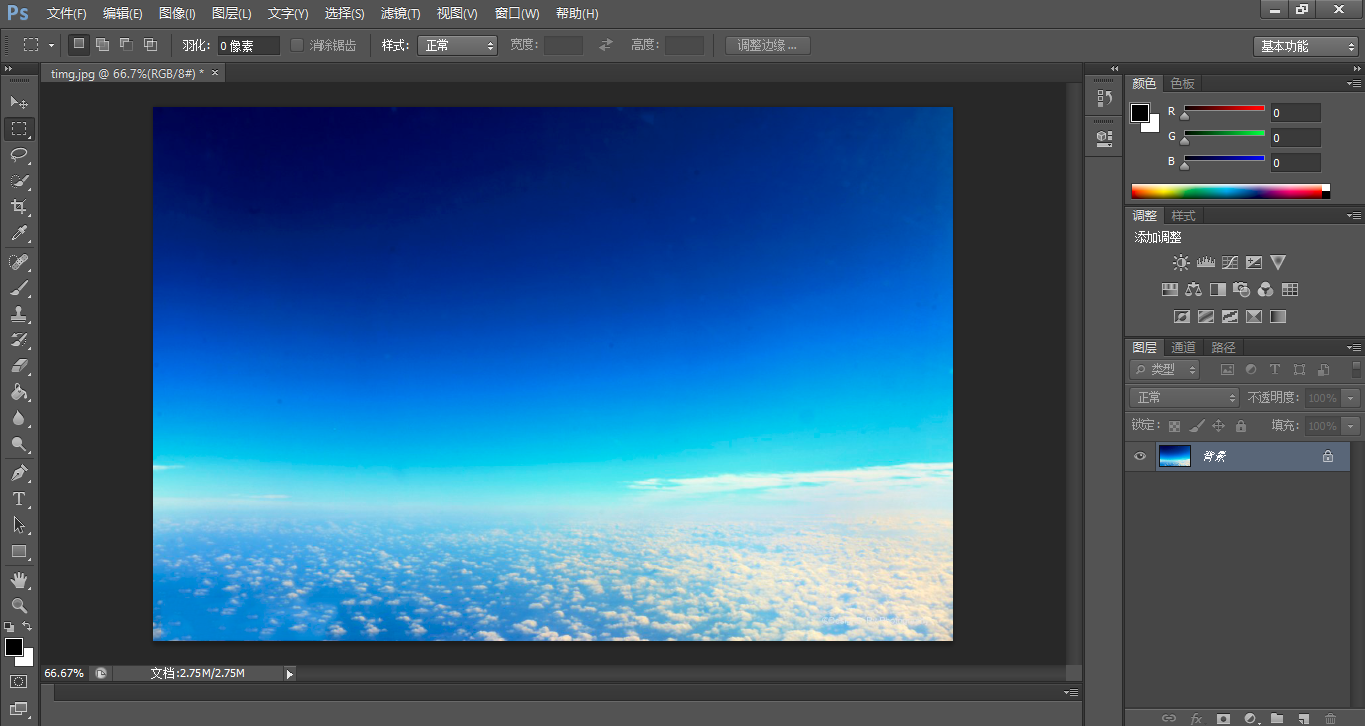 Ps 文件(F) 编辑(E) 图像(I) 图层(L) 文字(Y) 选择(S) 滤镜(T) 视图(V) 窗口(W) 帮助(H)
羽化: 0 像素 消除锯齿 样式: 正常 宽度: 高度: 调整边缘... 基本功能
timg.jpg @ 66.7%(RGB/8#) * ×
颜色 色板
R 0
G 0
B 0
调整 样式
添加调整
图层 通道 路径
类型
正常 不透明度: 100%
锁定: 填充: 100%
背景
66.67% 文档:2.75M/2.75M
fx